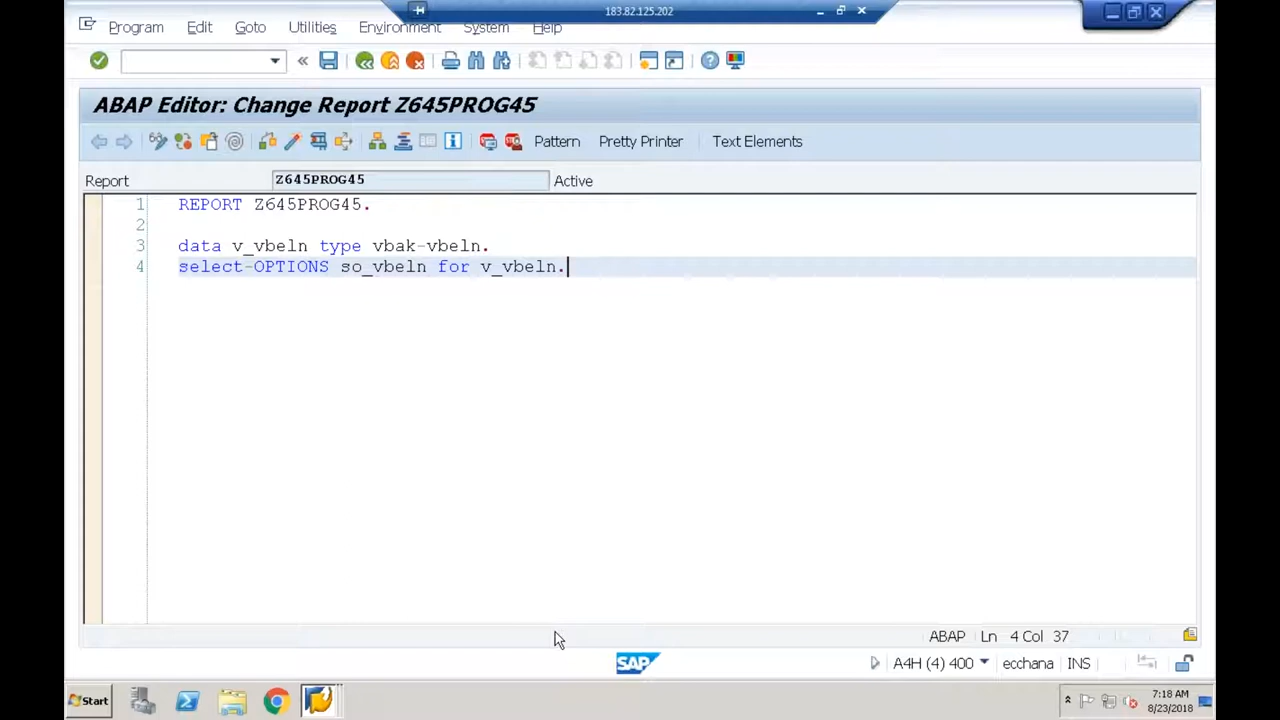 183.82.125.202
Program Edit Goto Utilities Environment System Help
ABAP Editor: Change Report Z645PROG45
Pattern Pretty Printer Text Elements
Report Z645PROG45 Active
1 REPORT Z645PROG45.
2
3 data v_vbeln type vbak-vbeln.
4 select-OPTIONS so_vbeln for v_vbeln.
ABAP Ln 4 Col 37
SAP A4H (4) 400 ecchana INS
Start 7:18 AM
8/23/2018